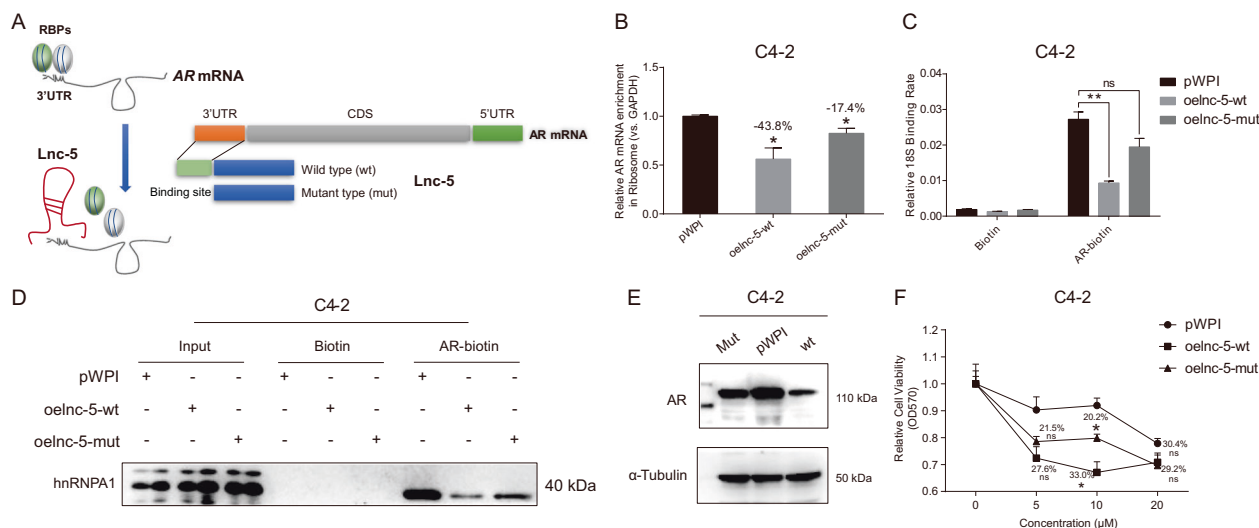 A
RBPs
AR mRNA
3'UTR
Lnc-5
3'UTR
CDS
5'UTR
AR mRNA
Binding site
Wild type (wt)
Mutant type (mut)
Lnc-5
B
C4-2
Relative AR mRNA enrichment
in Ribosome (vs. GAPDH)
1.5
1.0
0.5
0.0
-43.8%
*
-17.4%
*
pWPI
oelnc-5-wt
oelnc-5-mut
C
C4-2
Relative 18S Binding Rate
0.04
0.03
0.02
0.01
0.00
ns
**
Biotin
AR-biotin
pWPI
oelnc-5-wt
oelnc-5-mut
D
C4-2
Input Biotin AR-biotin
pWPI + - - + - - + - -
oelnc-5-wt - + - - + - - + -
oelnc-5-mut - - + - - + - - +
hnRNPA1
40 kDa
E
C4-2
Mut pWPI wt
AR
110 kDa
α-Tubulin
50 kDa
F
C4-2
Relative Cell Viability
(OD570)
1.2
1.1
1.0
0.9
0.8
0.7
0.6
20.2%
21.5%
ns
*
30.4%
ns
27.6%
ns
33.0%
*
29.2%
ns
0 5 10 20
Concentration (μM)
pWPI
oelnc-5-wt
oelnc-5-mut